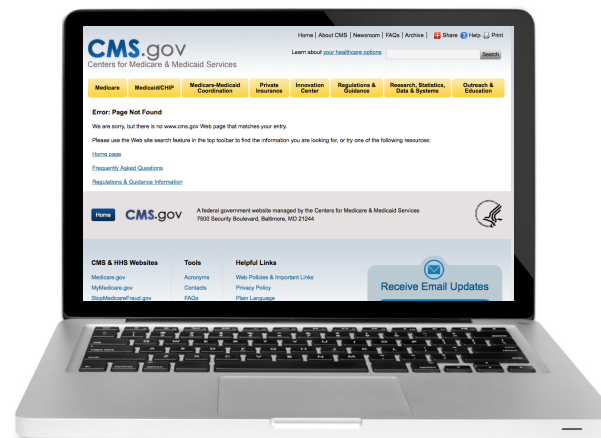 Home | About CMS | Newsroom | FAQs | Archive | Share Help Print
CMS.gov
Centers for Medicare & Medicaid Services
Learn about your healthcare options
Search
Medicare
Medicaid/CHIP
Medicare-Medicaid
Coordination
Private
Insurance
Innovation
Center
Regulations &
Guidance
Research, Statistics,
Data & Systems
Outreach &
Education
Error: Page Not Found
We are sorry, but there is no www.cms.gov Web page that matches your entry.
Please use the Web site search feature in the top toolbar to find the information you are looking for, or try one of the following resources:
Home page
Frequently Asked Questions
Regulations & Guidance Information
Home
CMS.gov
A federal government website managed by the Centers for Medicare & Medicaid Services
7500 Security Boulevard, Baltimore, MD 21244
CMS & HHS Websites
Medicare.gov
MyMedicare.gov
StopMedicareFraud.gov
Tools
Acronyms
Contacts
FAQs
Helpful Links
Web Policies & Important Links
Privacy Policy
Plain Language
Receive Email Updates